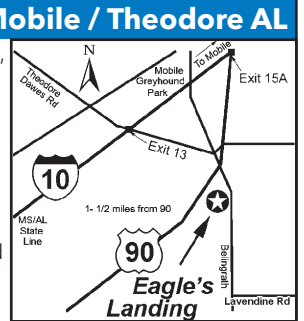 Mobile / Theodore AL
N
To Mobile
Theodore
Dawes Rd
Mobile
Greyhound
Park
Exit 15A
Exit 13
10
MS/AL
State
Line
1- 1/2 miles from 90
90
Eagle's
Landing
Bellingrath
Lavendine Rd